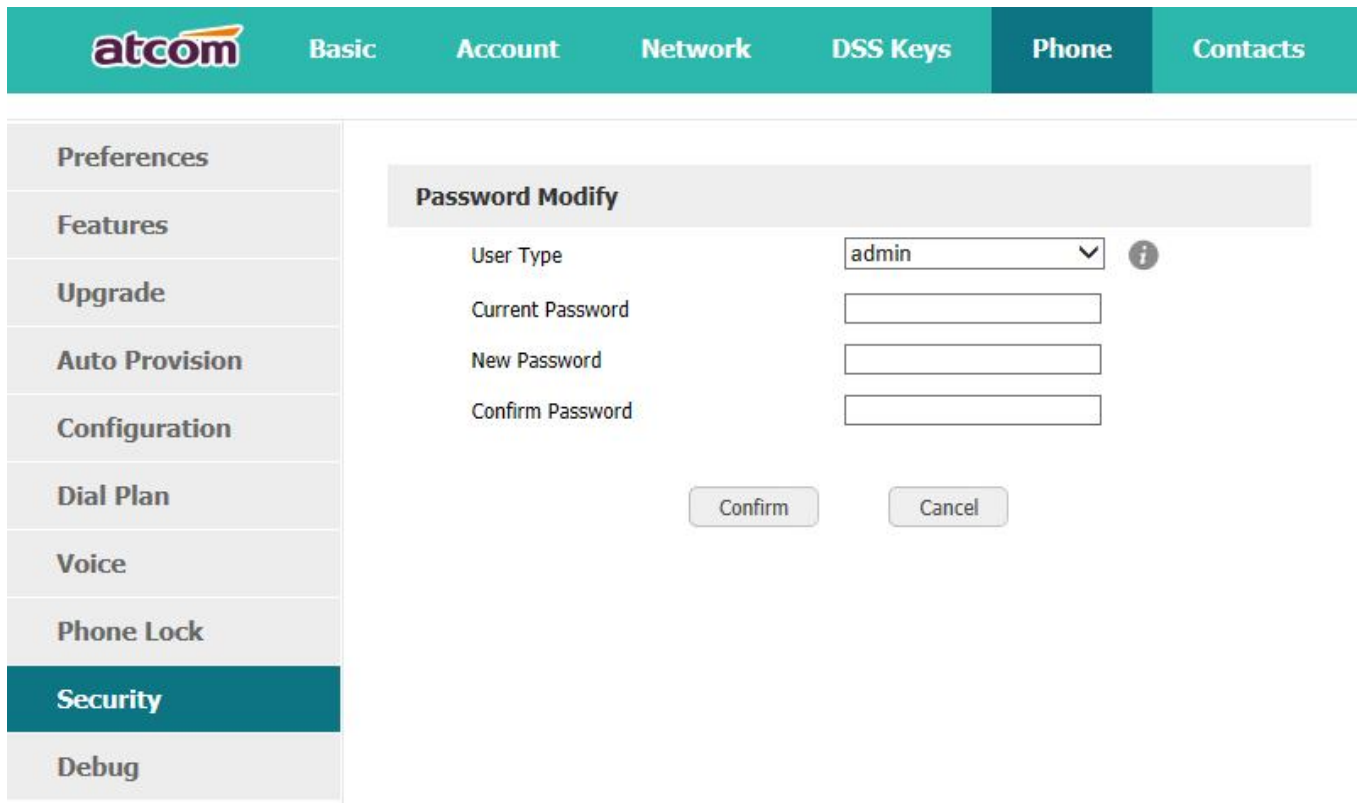 atcom Basic Account Network DSS Keys Phone Contacts
Preferences
Features
Upgrade
Auto Provision
Configuration
Dial Plan
Voice
Phone Lock
Security
Debug
Password Modify
User Type admin i
Current Password
New Password
Confirm Password
Confirm Cancel